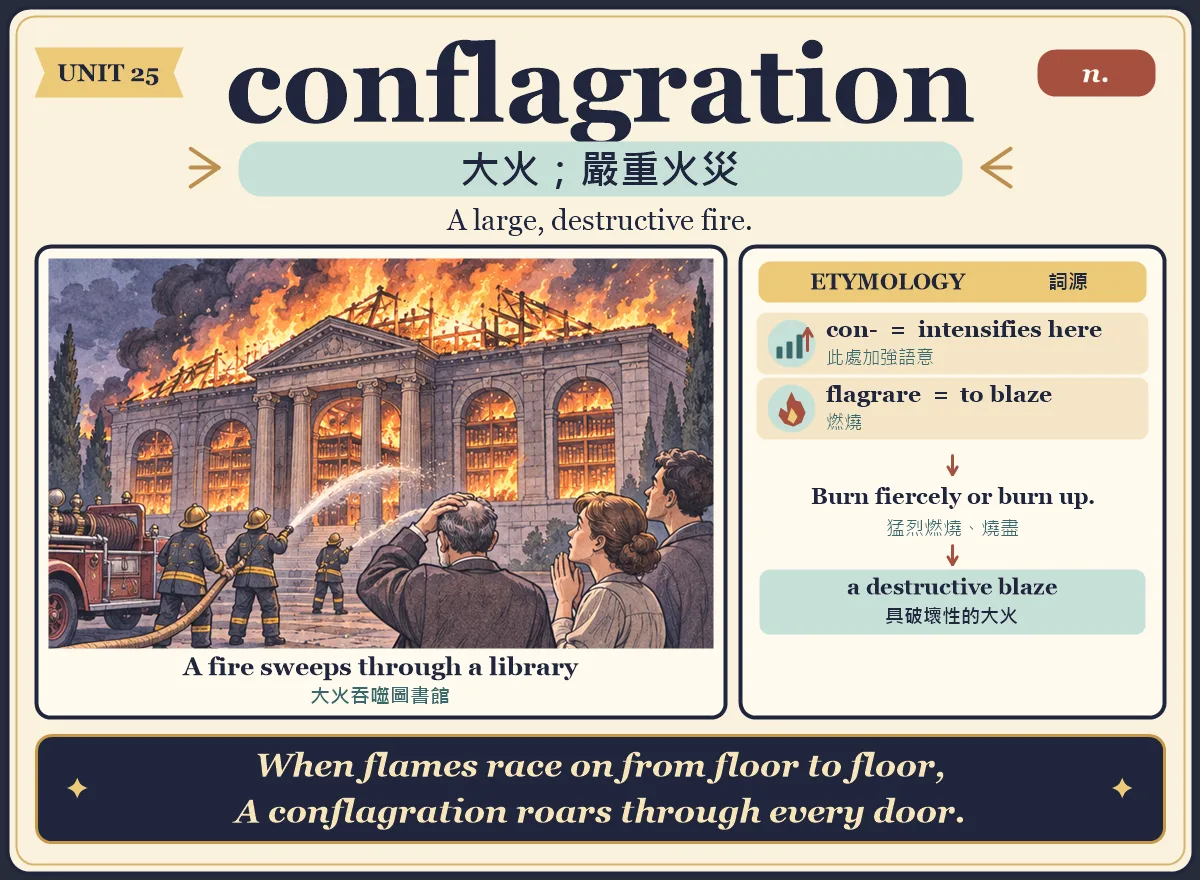 UNIT 25
conflagration
n.
大火；嚴重火災
A large, destructive fire.
A fire sweeps through a library
大火吞噬圖書館
ETYMOLOGY 詞源
con- = intensifies here
此處加強語意
flagrare = to blaze
燃燒
Burn fiercely or burn up.
猛烈燃燒、燒盡
a destructive blaze
具破壞性的大火
When flames race on from floor to floor,
A conflagration roars through every door.